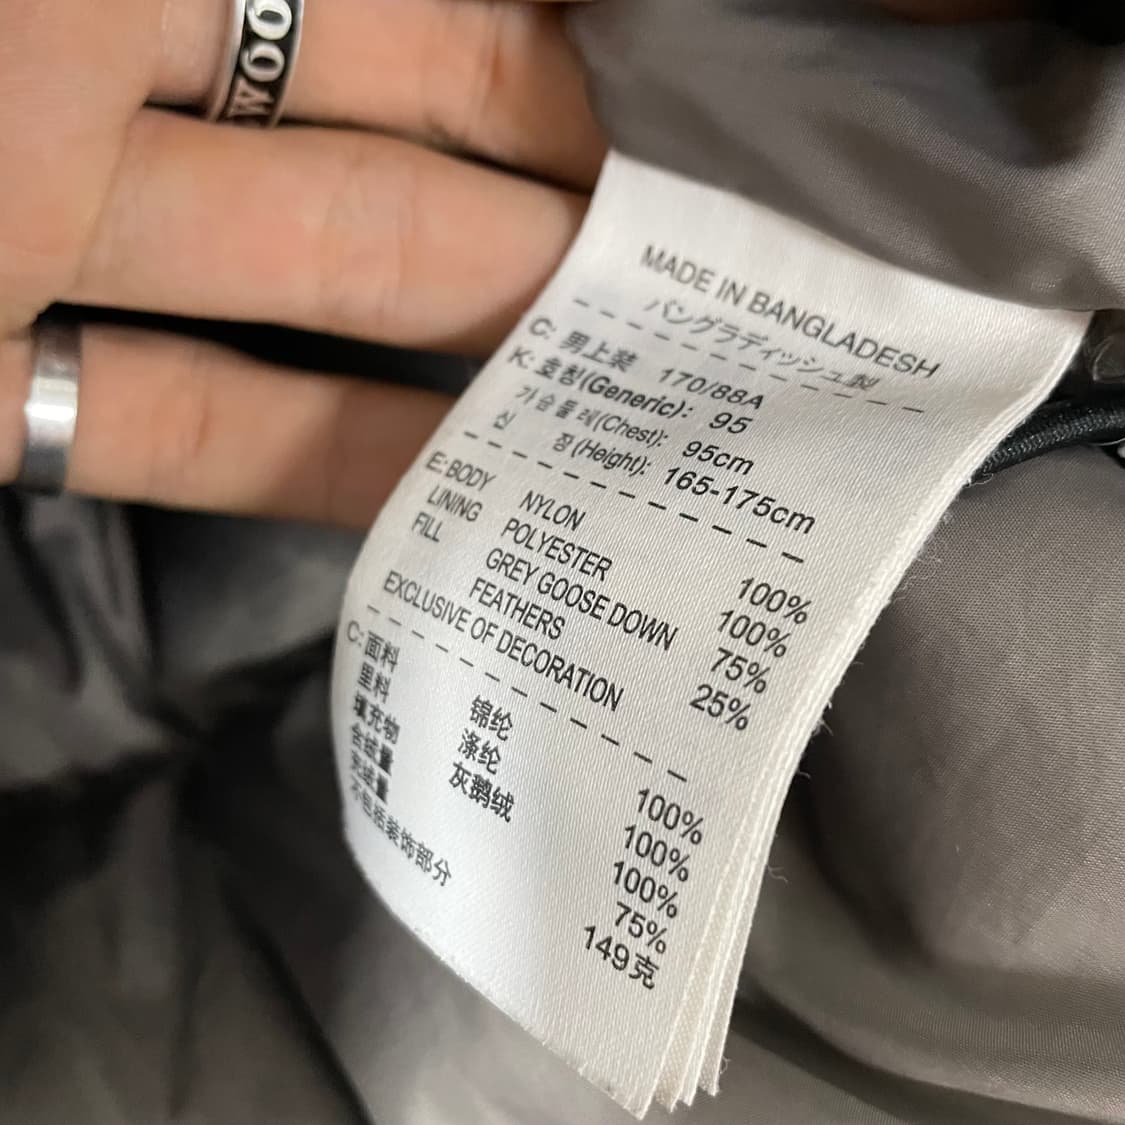 MADE IN BANGLADESH
バングラディッシュ製
C: 男上装 170/88A
K: 호칭(Generic): 95
가슴둘레(Chest): 95cm
신 장(Height): 165-175cm
E: BODY NYLON 100%
LINING POLYESTER 100%
FILL GREY GOOSE DOWN 75%
FEATHERS 25%
EXCLUSIVE OF DECORATION
C: 面料 锦纶 100%
里料 涤纶 100%
填充物 灰鹅绒 100%
含绒量 75%
充绒量 149克
不包括装饰部分